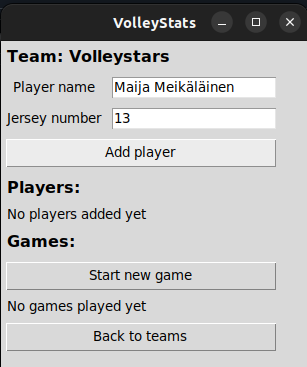 VolleyStats
Team: Volleystars
Player name Maija Meikäläinen
Jersey number 13
Add player
Players:
No players added yet
Games:
Start new game
No games played yet
Back to teams